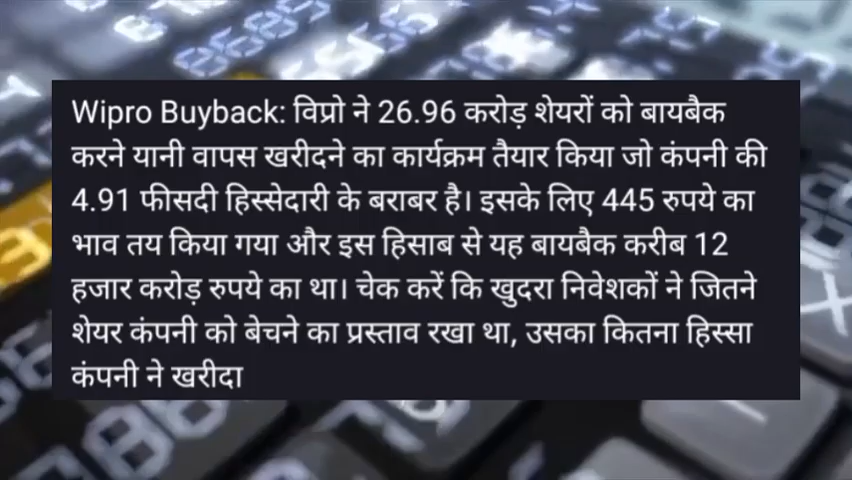 Wipro Buyback: विप्रो ने 26.96 करोड़ शेयरों को बायबैक
करने यानी वापस खरीदने का कार्यक्रम तैयार किया जो कंपनी की
4.91 फीसदी हिस्सेदारी के बराबर है। इसके लिए 445 रुपये का
भाव तय किया गया और इस हिसाब से यह बायबैक करीब 12
हजार करोड़ रुपये का था। चेक करें कि खुदरा निवेशकों ने जितने
शेयर कंपनी को बेचने का प्रस्ताव रखा था, उसका कितना हिस्सा
कंपनी ने खरीदा